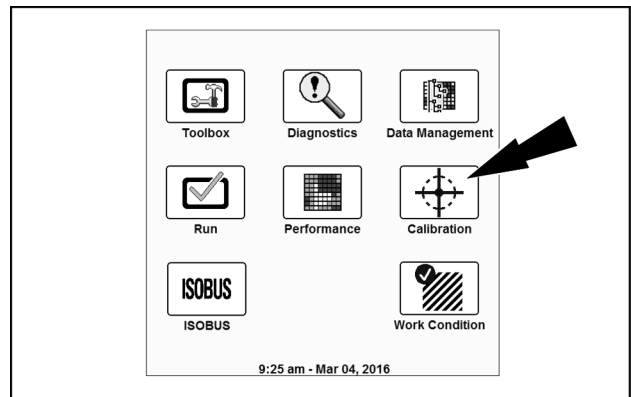 Toolbox
Diagnostics
Data Management
Run
Performance
Calibration
ISOBUS
ISOBUS
Work Condition
9:25 am - Mar 04, 2016